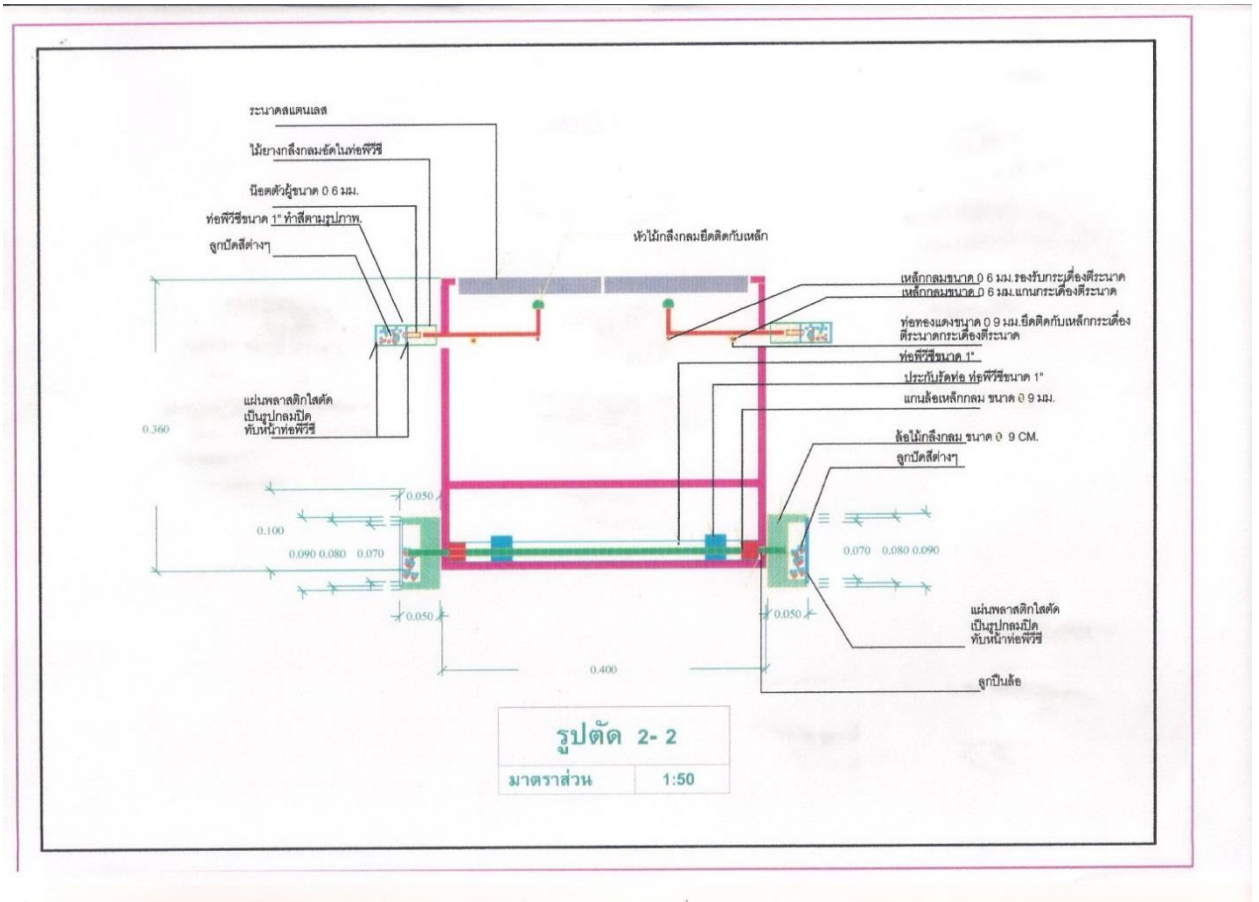 ระนาดสแตนเลส
ไม้ยางกลึงกลมอัดในท่อพีวีซี
น๊อตตัวผู้ขนาด 0 6 มม.
ท่อพีวีซีขนาด 1" ทำสีตามรูปภาพ.
ลูกปัดสีต่างๆ
หัวไม้กลึงกลมยึดติดกับเหล็ก
เหล็กกลมขนาด 0 6 มม.รองรับกระเดื่องตีระนาด
เหล็กกลมขนาด 0 6 มม.แกนกระเดื่องตีระนาด
ท่อทองแดงขนาด 0 9 มม.ยึดติดกับเหล็กกระเดื่อง
ตีระนาดกระเดื่องตีระนาด
ท่อพีวีซีขนาด 1"
ประกับรัดท่อ ท่อพีวีซีขนาด 1"
แกนล้อเหล็กกลม ขนาด 0 9 มม.
แผ่นพลาสติกใสตัด
เป็นรูปกลมปิด
ทับหน้าท่อพีวีซี
0.360
ล้อไม้กลึงกลม ขนาด 0 9 CM.
ลูกปัดสีต่างๆ
0.050
0.100
0.090 0.080 0.070
0.070 0.080 0.090
0.050
0.050
แผ่นพลาสติกใสตัด
เป็นรูปกลมปิด
ทับหน้าท่อพีวีซี
0.400
ลูกปืนล้อ
รูปตัด 2- 2
มาตราส่วน 1:50